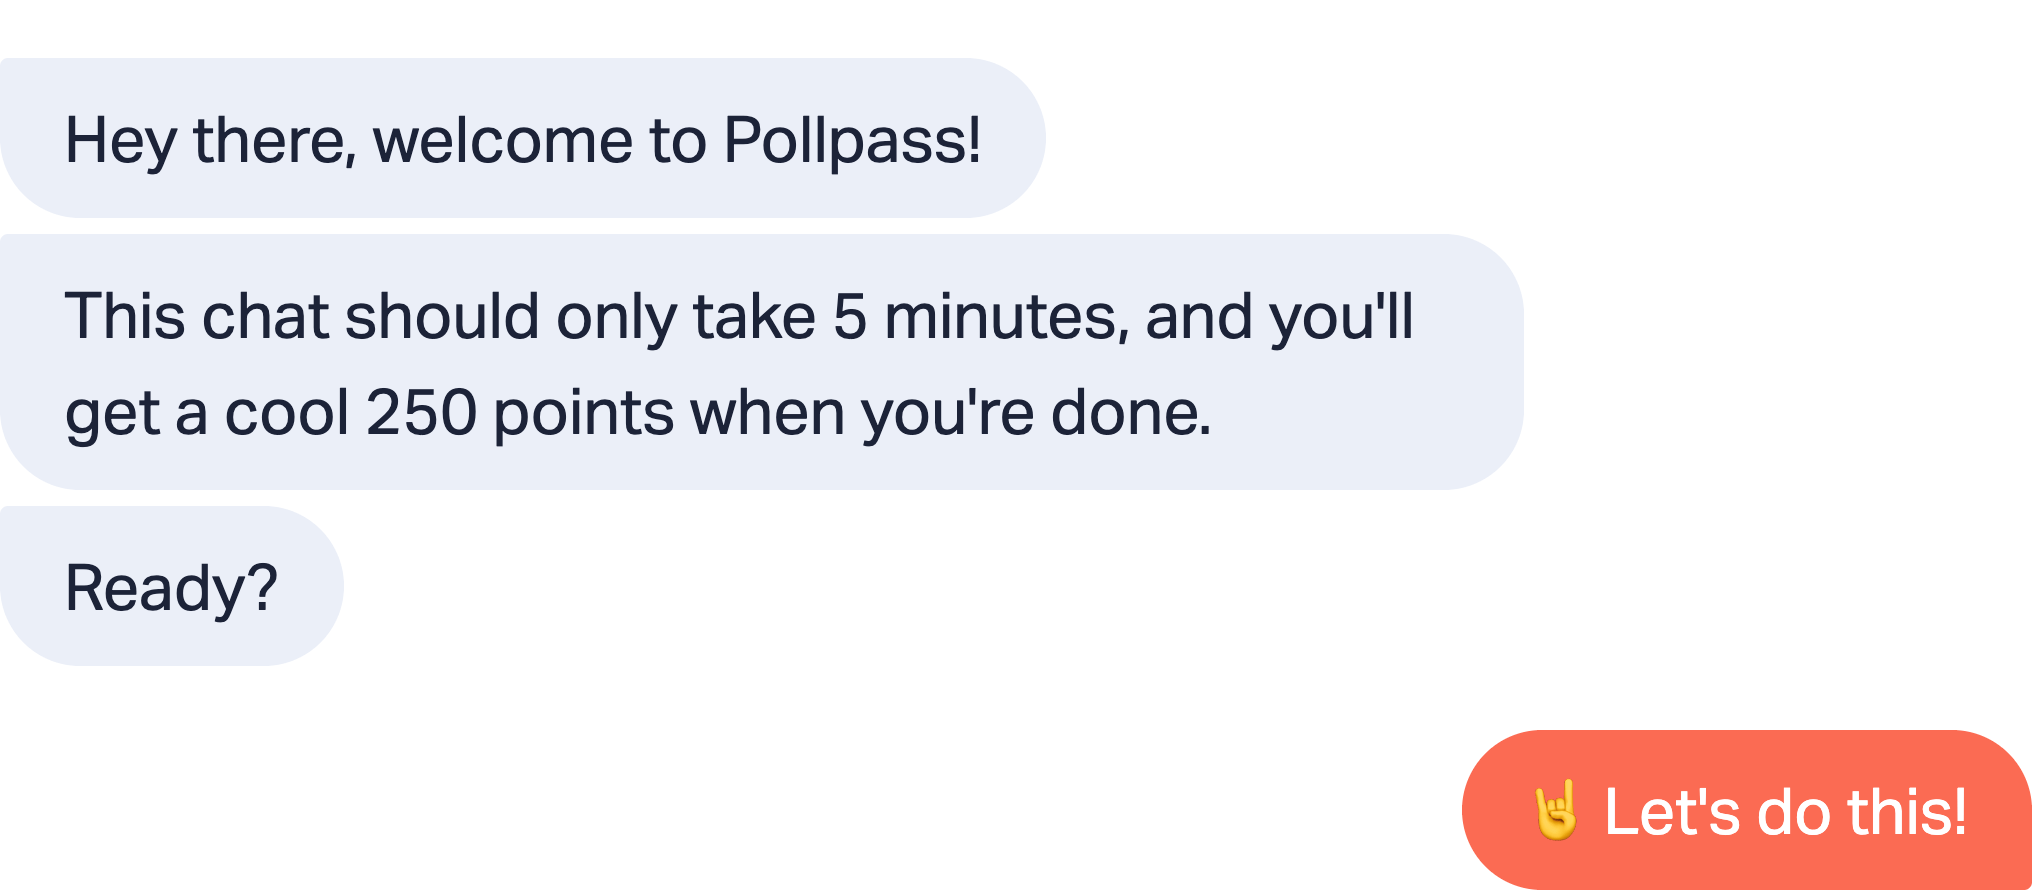 Hey there, welcome to Pollpass!
This chat should only take 5 minutes, and you'll
get a cool 250 points when you're done.
Ready?
🤘 Let's do this!